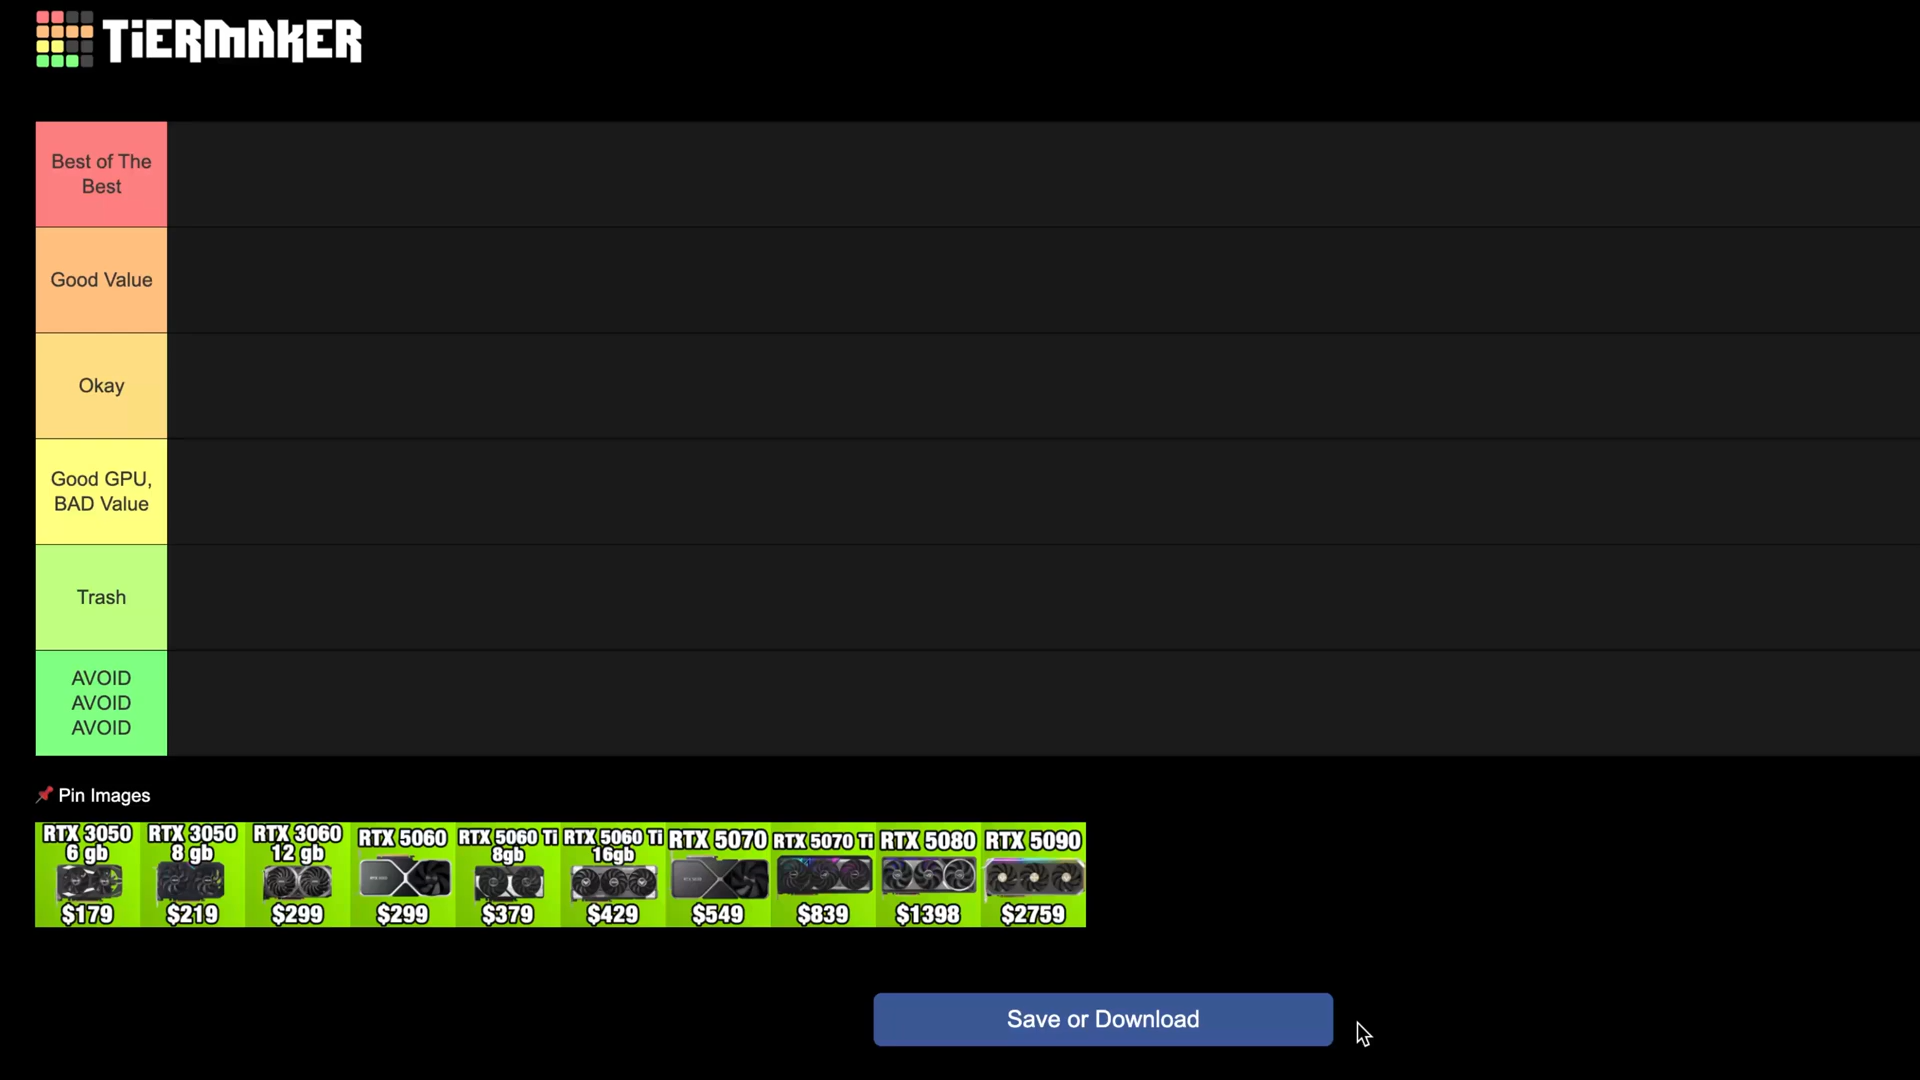 TiERMAKER
Best of The
Best
Good Value
Okay
Good GPU,
BAD Value
Trash
AVOID
AVOID
AVOID
Pin Images
RTX 3050
6 gb
$179
RTX 3050
8 gb
$219
RTX 3060
12 gb
$299
RTX 5060
$299
RTX 5060 Ti
8gb
$379
RTX 5060 Ti
16gb
$429
RTX 5070
$549
RTX 5070 Ti
$839
RTX 5080
$1398
RTX 5090
$2759
Save or Download